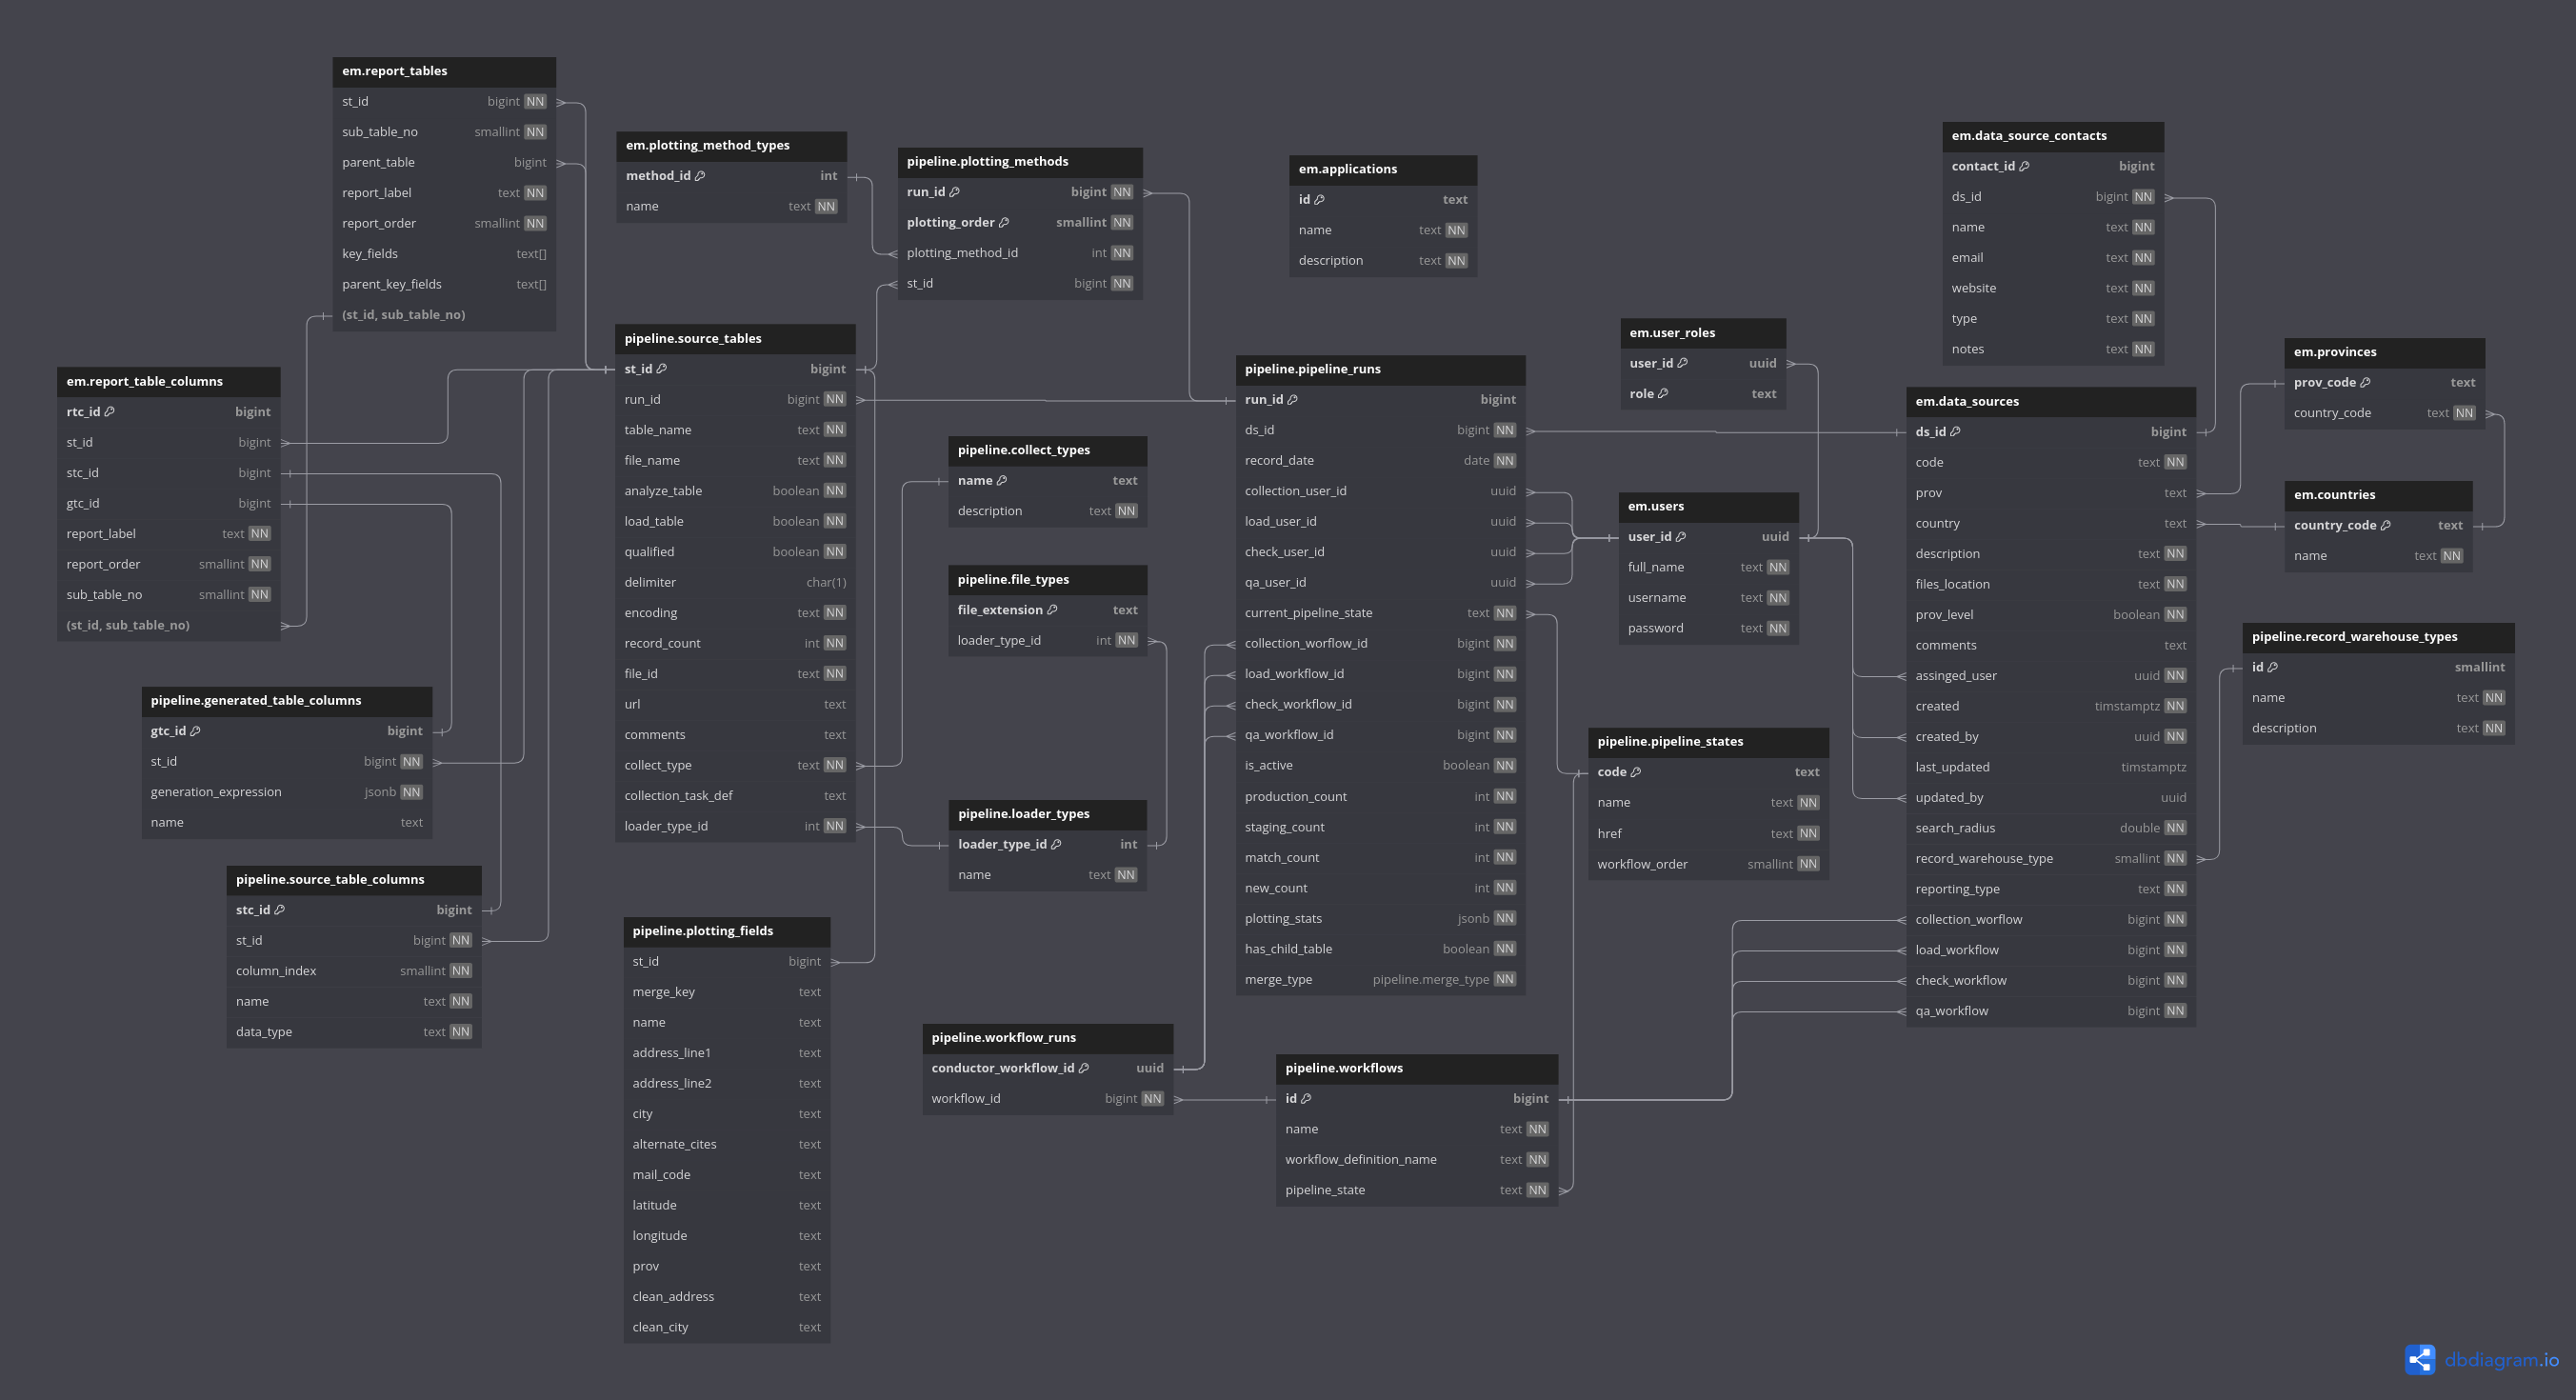 em.report_tables
st_id bigint NN
sub_table_no smallint NN
parent_table bigint
report_label text NN
report_order smallint NN
key_fields text[]
parent_key_fields text[]
(st_id, sub_table_no)
em.report_table_columns
rtc_id bigint
st_id bigint
stc_id bigint
gtc_id bigint
report_label text NN
report_order smallint NN
sub_table_no smallint NN
(st_id, sub_table_no)
pipeline.generated_table_columns
gtc_id bigint
st_id bigint NN
generation_expression jsonb NN
name text
pipeline.source_table_columns
stc_id bigint
st_id bigint NN
column_index smallint NN
name text NN
data_type text NN
em.plotting_method_types
method_id int
name text NN
pipeline.source_tables
st_id bigint
run_id bigint NN
table_name text NN
file_name text NN
analyze_table boolean NN
load_table boolean NN
qualified boolean NN
delimiter char(1)
encoding text NN
record_count int NN
file_id text NN
url text
comments text
collect_type text NN
collection_task_def text
loader_type_id int NN
pipeline.plotting_fields
st_id bigint
merge_key text
name text
address_line1 text
address_line2 text
city text
alternate_cites text
mail_code text
latitude text
longitude text
prov text
clean_address text
clean_city text
pipeline.plotting_methods
run_id bigint NN
plotting_order smallint NN
plotting_method_id int NN
st_id bigint NN
pipeline.collect_types
name text
description text NN
pipeline.file_types
file_extension text
loader_type_id int NN
pipeline.loader_types
loader_type_id int
name text NN
pipeline.workflow_runs
conductor_workflow_id uuid
workflow_id bigint NN
em.applications
id text
name text NN
description text NN
pipeline.pipeline_runs
run_id bigint
ds_id bigint NN
record_date date NN
collection_user_id uuid
load_user_id uuid
check_user_id uuid
qa_user_id uuid
current_pipeline_state text NN
collection_worflow_id bigint NN
load_workflow_id bigint NN
check_workflow_id bigint NN
qa_workflow_id bigint NN
is_active boolean NN
production_count int NN
staging_count int NN
match_count int NN
new_count int NN
plotting_stats jsonb NN
has_child_table boolean NN
merge_type pipeline.merge_type NN
pipeline.workflows
id bigint
name text NN
workflow_definition_name text NN
pipeline_state text NN
em.user_roles
user_id uuid
role text
em.users
user_id uuid
full_name text NN
username text NN
password text NN
pipeline.pipeline_states
code text
name text NN
href text NN
workflow_order smallint NN
em.data_source_contacts
contact_id bigint
ds_id bigint NN
name text NN
email text NN
website text NN
type text NN
notes text NN
em.data_sources
ds_id bigint
code text NN
prov text
country text
description text NN
files_location text NN
prov_level boolean NN
comments text
assinged_user uuid NN
created timstamptz NN
created_by uuid NN
last_updated timstamptz
updated_by uuid
search_radius double NN
record_warehouse_type smallint NN
reporting_type text NN
collection_worflow bigint NN
load_workflow bigint NN
check_workflow bigint NN
qa_workflow bigint NN
em.provinces
prov_code text
country_code text NN
em.countries
country_code text
name text NN
pipeline.record_warehouse_types
id smallint
name text NN
description text NN
dbdiagram.io